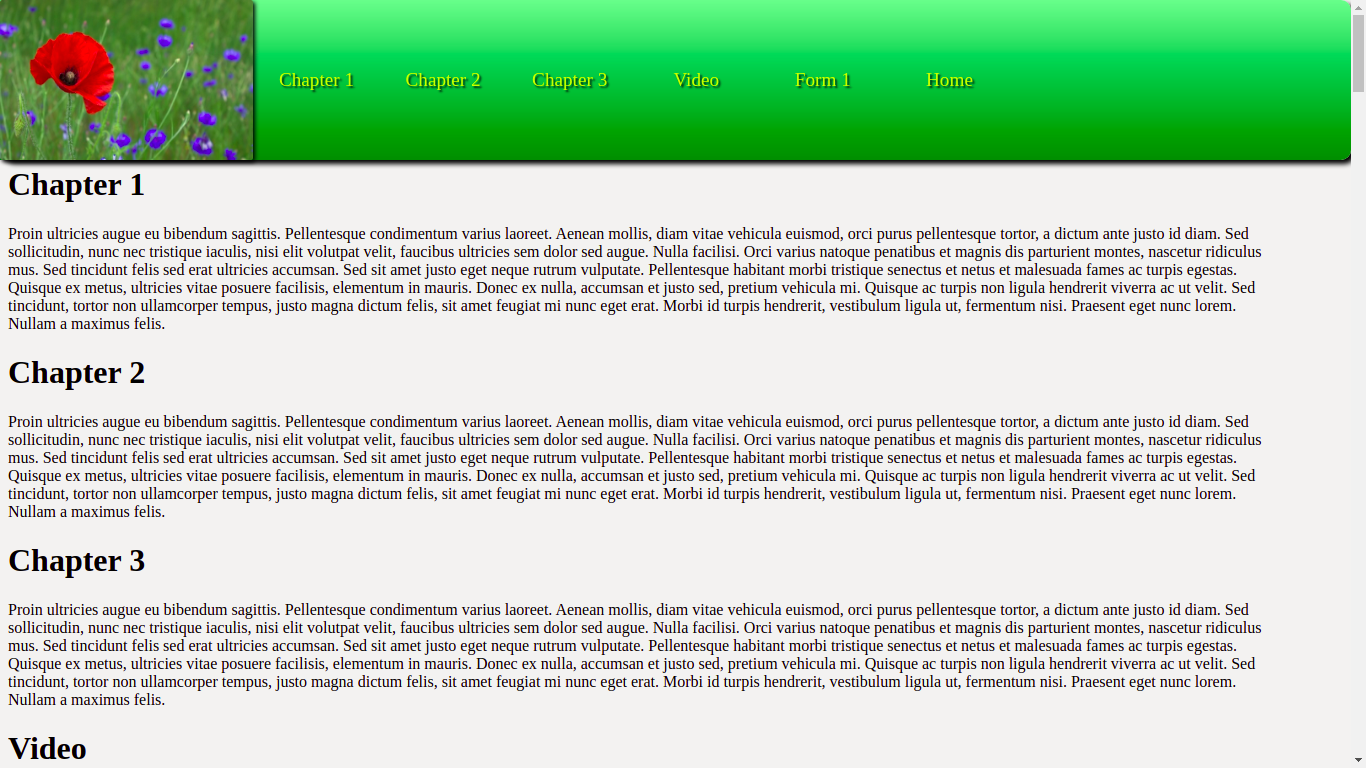 Chapter 1 Chapter 2 Chapter 3 Video Form 1 Home
Chapter 1
Proin ultricies augue eu bibendum sagittis. Pellentesque condimentum varius laoreet. Aenean mollis, diam vitae vehicula euismod, orci purus pellentesque tortor, a dictum ante justo id diam. Sed
sollicitudin, nunc nec tristique iaculis, nisi elit volutpat velit, faucibus ultricies sem dolor sed augue. Nulla facilisi. Orci varius natoque penatibus et magnis dis parturient montes, nascetur ridiculus
mus. Sed tincidunt felis sed erat ultricies accumsan. Sed sit amet justo eget neque rutrum vulputate. Pellentesque habitant morbi tristique senectus et netus et malesuada fames ac turpis egestas.
Quisque ex metus, ultricies vitae posuere facilisis, elementum in mauris. Donec ex nulla, accumsan et justo sed, pretium vehicula mi. Quisque ac turpis non ligula hendrerit viverra ac ut velit. Sed
tincidunt, tortor non ullamcorper tempus, justo magna dictum felis, sit amet feugiat mi nunc eget erat. Morbi id turpis hendrerit, vestibulum ligula ut, fermentum nisi. Praesent eget nunc lorem.
Nullam a maximus felis.
Chapter 2
Proin ultricies augue eu bibendum sagittis. Pellentesque condimentum varius laoreet. Aenean mollis, diam vitae vehicula euismod, orci purus pellentesque tortor, a dictum ante justo id diam. Sed
sollicitudin, nunc nec tristique iaculis, nisi elit volutpat velit, faucibus ultricies sem dolor sed augue. Nulla facilisi. Orci varius natoque penatibus et magnis dis parturient montes, nascetur ridiculus
mus. Sed tincidunt felis sed erat ultricies accumsan. Sed sit amet justo eget neque rutrum vulputate. Pellentesque habitant morbi tristique senectus et netus et malesuada fames ac turpis egestas.
Quisque ex metus, ultricies vitae posuere facilisis, elementum in mauris. Donec ex nulla, accumsan et justo sed, pretium vehicula mi. Quisque ac turpis non ligula hendrerit viverra ac ut velit. Sed
tincidunt, tortor non ullamcorper tempus, justo magna dictum felis, sit amet feugiat mi nunc eget erat. Morbi id turpis hendrerit, vestibulum ligula ut, fermentum nisi. Praesent eget nunc lorem.
Nullam a maximus felis.
Chapter 3
Proin ultricies augue eu bibendum sagittis. Pellentesque condimentum varius laoreet. Aenean mollis, diam vitae vehicula euismod, orci purus pellentesque tortor, a dictum ante justo id diam. Sed
sollicitudin, nunc nec tristique iaculis, nisi elit volutpat velit, faucibus ultricies sem dolor sed augue. Nulla facilisi. Orci varius natoque penatibus et magnis dis parturient montes, nascetur ridiculus
mus. Sed tincidunt felis sed erat ultricies accumsan. Sed sit amet justo eget neque rutrum vulputate. Pellentesque habitant morbi tristique senectus et netus et malesuada fames ac turpis egestas.
Quisque ex metus, ultricies vitae posuere facilisis, elementum in mauris. Donec ex nulla, accumsan et justo sed, pretium vehicula mi. Quisque ac turpis non ligula hendrerit viverra ac ut velit. Sed
tincidunt, tortor non ullamcorper tempus, justo magna dictum felis, sit amet feugiat mi nunc eget erat. Morbi id turpis hendrerit, vestibulum ligula ut, fermentum nisi. Praesent eget nunc lorem.
Nullam a maximus felis.
Video